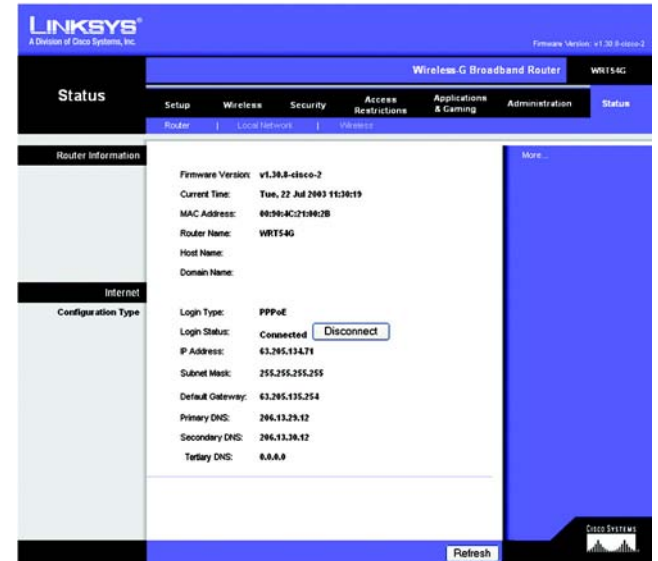 LINKSYS®
A Division of Cisco Systems, Inc.
Firmware Version: v1.30.8-cisco-2
Wireless-G Broadband Router WRT54G
Status
Setup Wireless Security Access Restrictions Applications & Gaming Administration Status
Router | Local Network | Wireless
Router Information
More...
Firmware Version: v1.30.8-cisco-2
Current Time: Tue, 22 Jul 2003 11:30:19
MAC Address: 00:90:4C:21:00:2B
Router Name: WRT54G
Host Name:
Domain Name:
Internet
Configuration Type
Login Type: PPPoE
Login Status: Connected Disconnect
IP Address: 63.205.134.71
Subnet Mask: 255.255.255.255
Default Gateway: 63.205.135.254
Primary DNS: 206.13.29.12
Secondary DNS: 206.13.30.12
Tertiary DNS: 0.0.0.0
Refresh
CISCO SYSTEMS